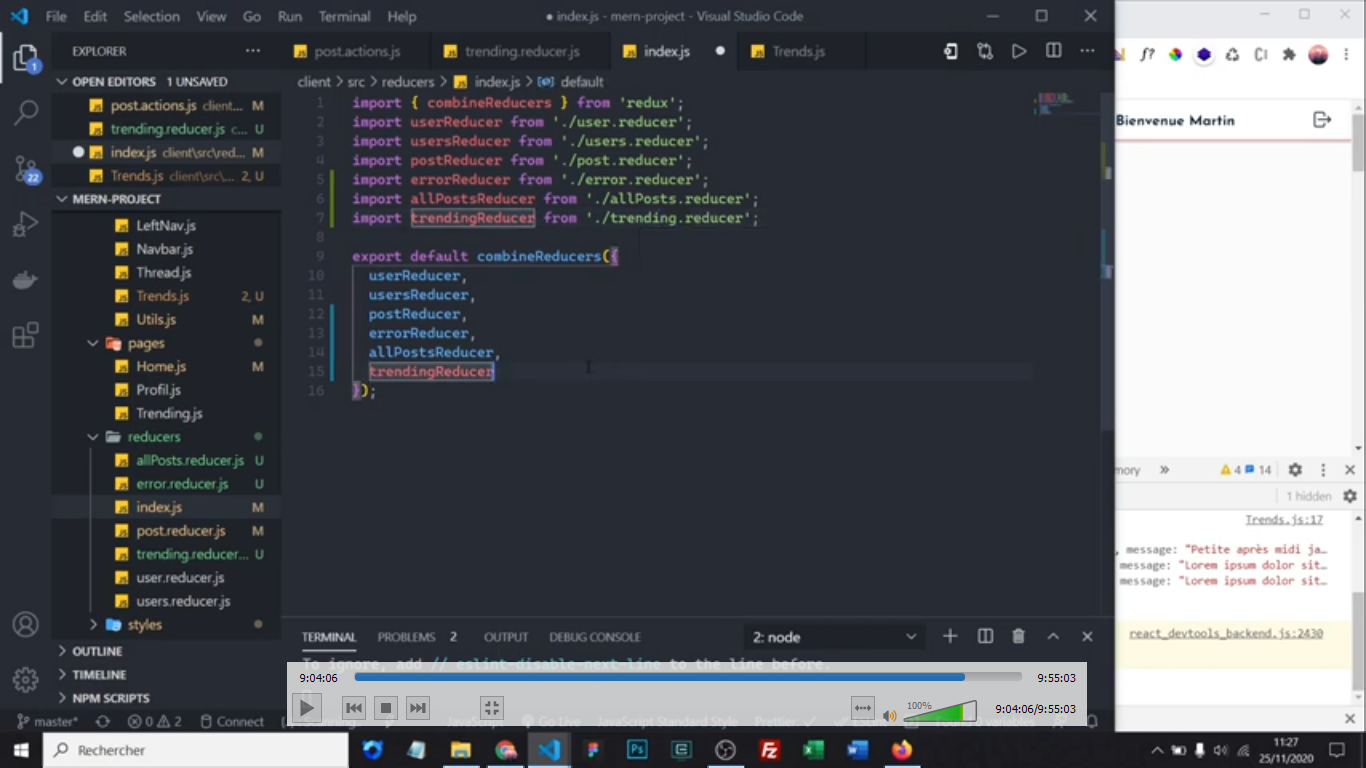 File Edit Selection View Go Run Terminal Help
● index.js - mern-project - Visual Studio Code
EXPLORER
post.actions.js
trending.reducer.js
index.js
Trends.js
OPEN EDITORS 1 UNSAVED
post.actions.js client... M
trending.reducer.js c... U
index.js client\src\red... M
Trends.js client\src\... 2, U
MERN-PROJECT
LeftNav.js
Navbar.js
Thread.js
Trends.js 2, U
Utils.js M
pages
Home.js M
Profil.js
Trending.js
reducers
allPosts.reducer.js U
error.reducer.js U
index.js M
post.reducer.js M
trending.reducer... U
user.reducer.js
users.reducer.js
styles
OUTLINE
TIMELINE
NPM SCRIPTS
1
22
client > src > reducers > index.js > default
1 import { combineReducers } from 'redux';
2 import userReducer from './user.reducer';
3 import usersReducer from './users.reducer';
4 import postReducer from './post.reducer';
5 import errorReducer from './error.reducer';
6 import allPostsReducer from './allPosts.reducer';
7 import trendingReducer from './trending.reducer';
8
9 export default combineReducers({
10 userReducer,
11 usersReducer,
12 postReducer,
13 errorReducer,
14 allPostsReducer,
15 trendingReducer
16 });
TERMINAL PROBLEMS 2 OUTPUT DEBUG CONSOLE
2: node
To ignore, add // eslint-disable-next-line to the line before.
9:04:06
9:55:03
100%
9:04:06/9:55:03
master*
0 2
Connect
JavaScript
Go Live
JavaScript Standard Style
Prettier:
f?
Bienvenue Martin
mory » 4 14
1 hidden
Trends.js:17
, message: "Petite après midi ja…
message: "Lorem ipsum dolor sit…
message: "Lorem ipsum dolor sit…
react_devtools_backend.js:2430
Rechercher
Ps
11:27
25/11/2020